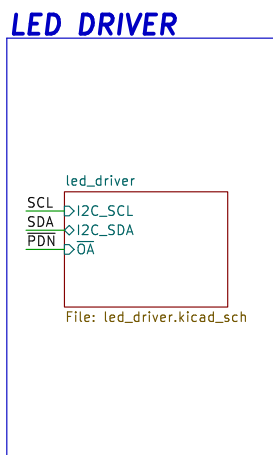 LED DRIVER
led_driver
SCL
I2C_SCL
SDA
I2C_SDA
PDN
OA
File: led_driver.kicad_sch